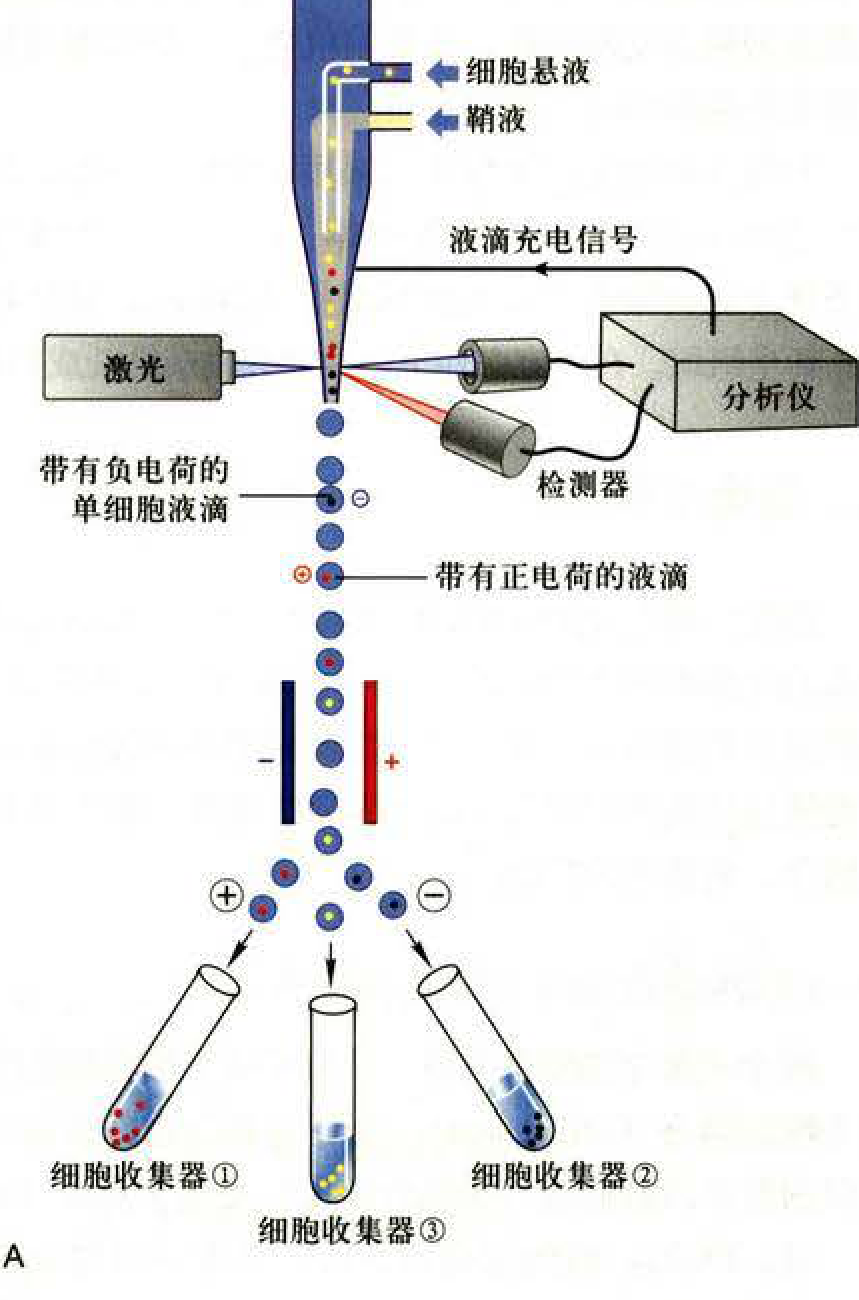 细胞悬液
鞘液
液滴充电信号
激光
分析仪
检测器
带有负电荷的
单细胞液滴
⊖
⊕
带有正电荷的液滴
− +
+ −
细胞收集器①
细胞收集器②
细胞收集器③
A